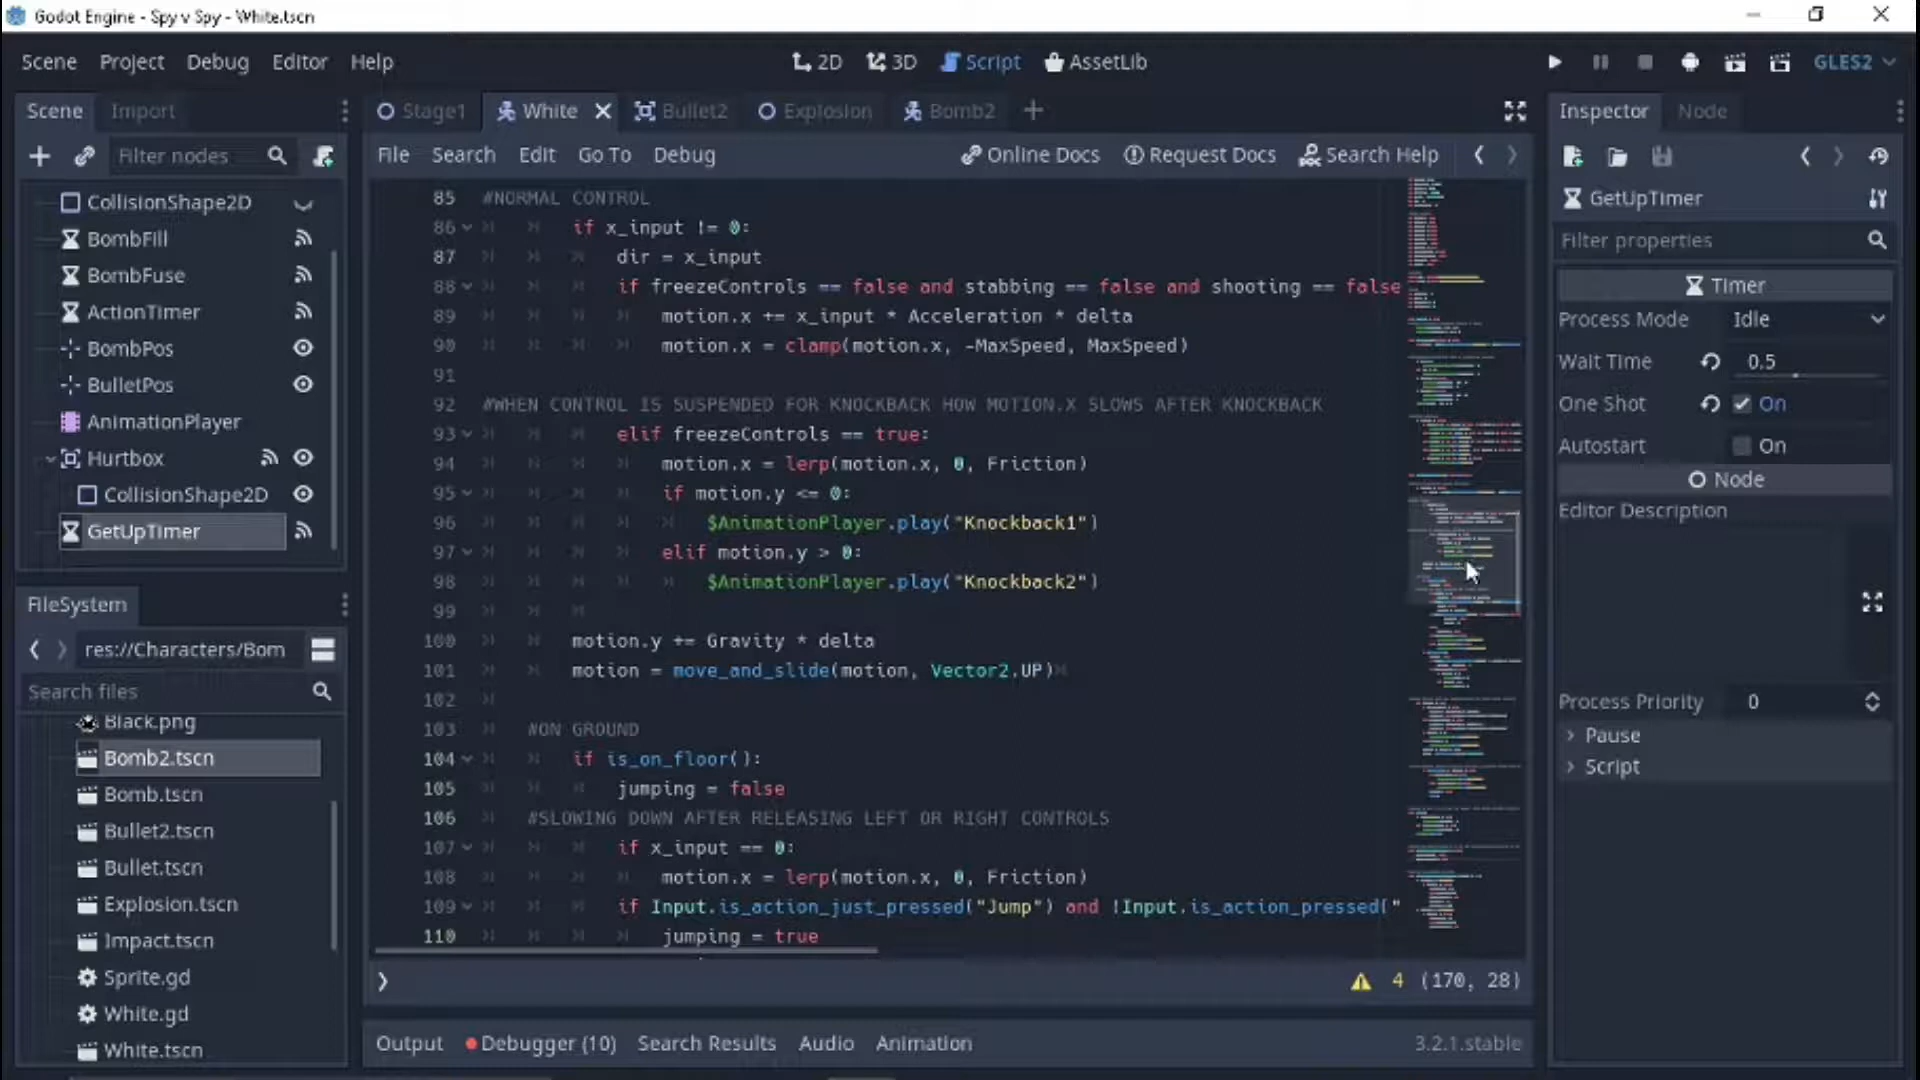 Godot Engine - Spy v Spy - White.tscn
Scene Project Debug Editor Help
2D 3D Script AssetLib
GLES2
Scene Import
Filter nodes
CollisionShape2D
BombFill
BombFuse
ActionTimer
BombPos
BulletPos
AnimationPlayer
Hurtbox
CollisionShape2D
GetUpTimer
FileSystem
res://Characters/Bom
Search files
Black.png
Bomb2.tscn
Bomb.tscn
Bullet2.tscn
Bullet.tscn
Explosion.tscn
Impact.tscn
Sprite.gd
White.gd
White.tscn
Stage1 White Bullet2 Explosion Bomb2
File Search Edit Go To Debug
Online Docs Request Docs Search Help
85 #NORMAL CONTROL
86 if x_input != 0:
87 dir = x_input
88 if freezeControls == false and stabbing == false and shooting == false
89 motion.x += x_input * Acceleration * delta
90 motion.x = clamp(motion.x, -MaxSpeed, MaxSpeed)
91
92 #WHEN CONTROL IS SUSPENDED FOR KNOCKBACK HOW MOTION.X SLOWS AFTER KNOCKBACK
93 elif freezeControls == true:
94 motion.x = lerp(motion.x, 0, Friction)
95 if motion.y <= 0:
96 $AnimationPlayer.play("Knockback1")
97 elif motion.y > 0:
98 $AnimationPlayer.play("Knockback2")
99
100 motion.y += Gravity * delta
101 motion = move_and_slide(motion, Vector2.UP)
102
103 #ON GROUND
104 if is_on_floor():
105 jumping = false
106 #SLOWING DOWN AFTER RELEASING LEFT OR RIGHT CONTROLS
107 if x_input == 0:
108 motion.x = lerp(motion.x, 0, Friction)
109 if Input.is_action_just_pressed("Jump") and !Input.is_action_pressed("
110 jumping = true
4 (170, 28)
Output Debugger (10) Search Results Audio Animation
3.2.1.stable
Inspector Node
GetUpTimer
Filter properties
Timer
Process Mode Idle
Wait Time 0.5
One Shot On
Autostart On
Node
Editor Description
Process Priority 0
Pause
Script